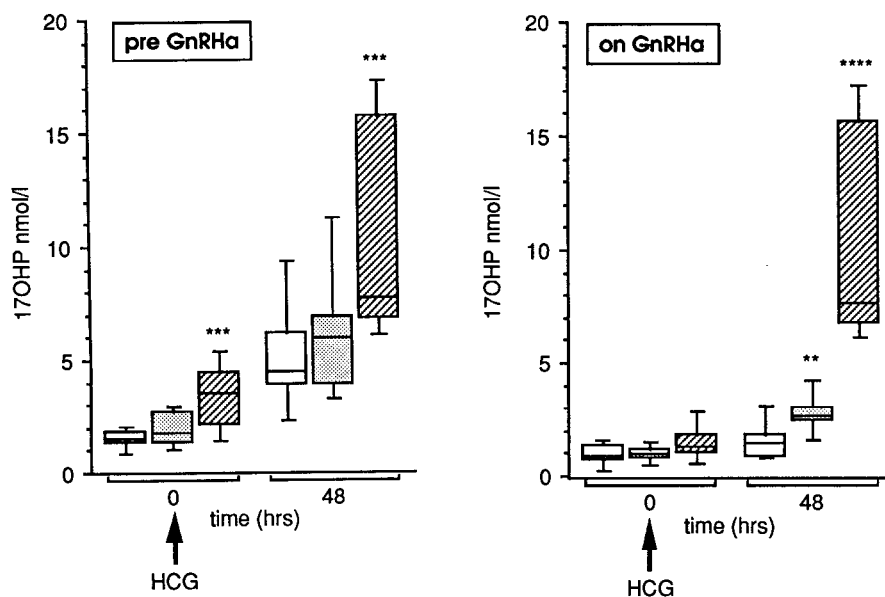 pre GnRHa
***
***
20
15
10
5
0
17OHP nmol/l
0
48
time (hrs)
HCG
on GnRHa
****
**
20
15
10
5
0
17OHP nmol/l
0
48
time (hrs)
HCG